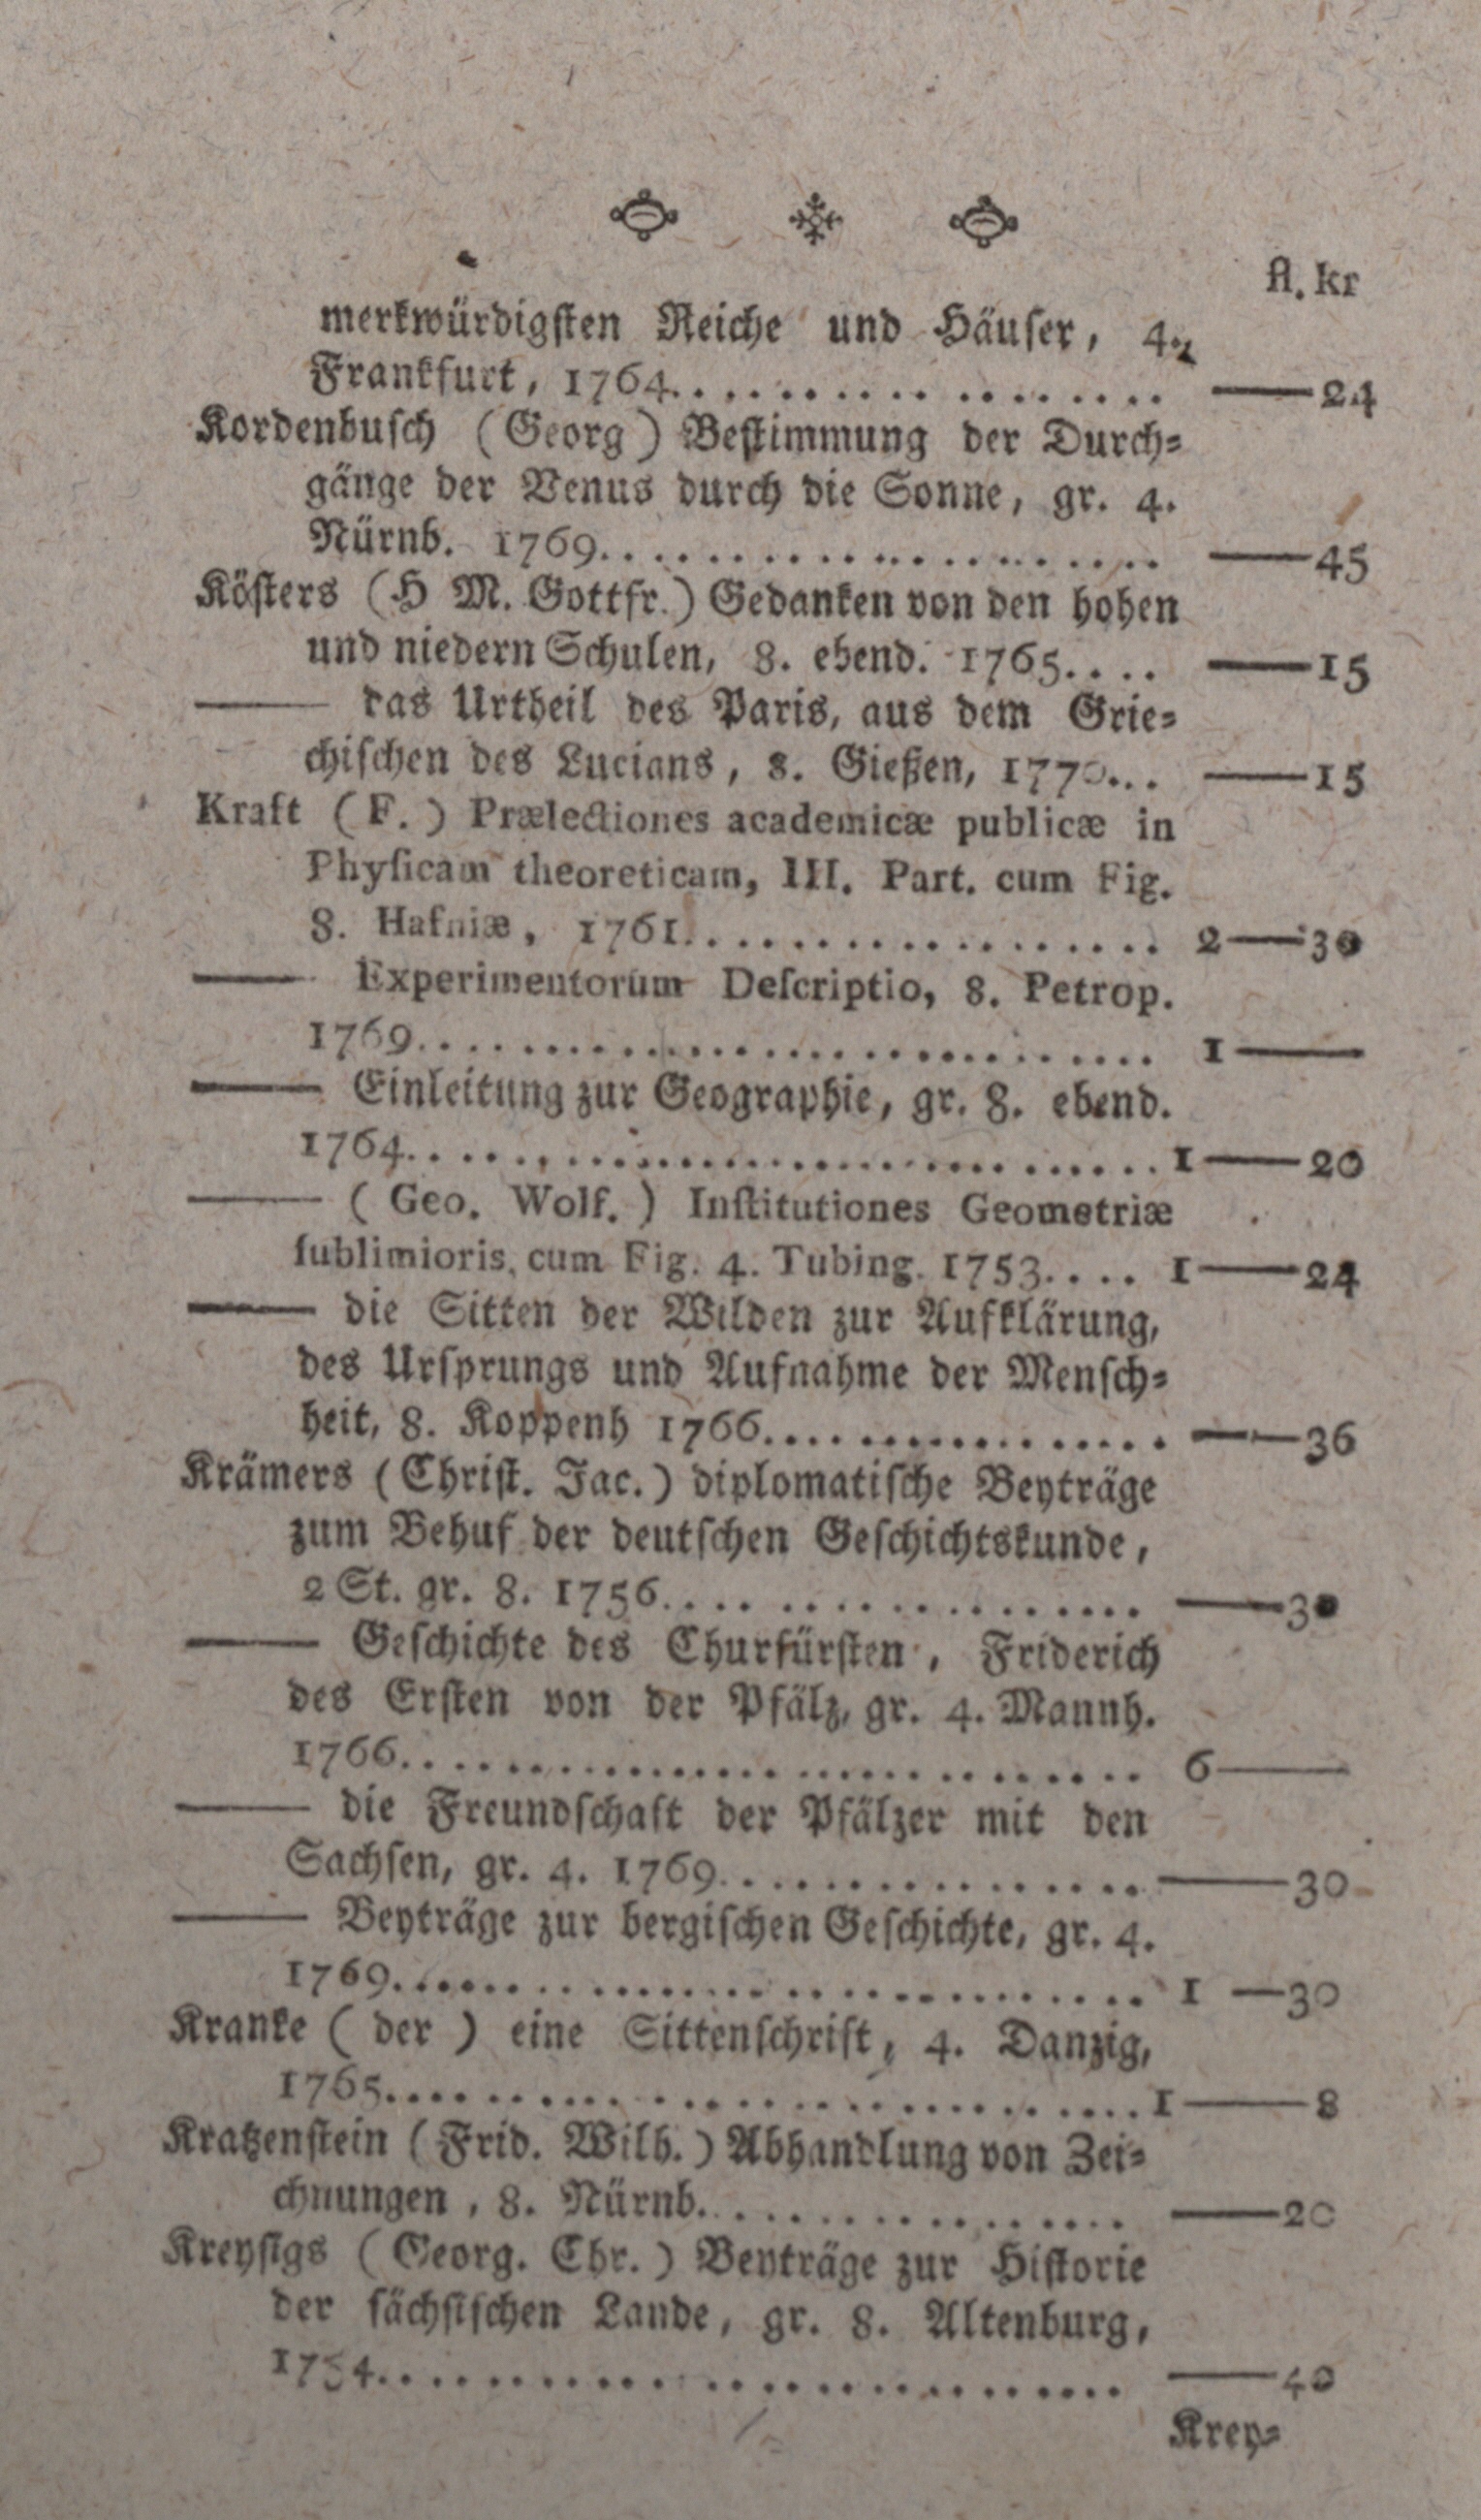 fl. kr
merkwürdigsten Reiche und Häuser, 4.
Frankfurt, 1764. . . . . . . . . . . . . . . . . —24
Kordenbusch (Georg) Bestimmung der Durch=
gänge der Venus durch die Sonne, gr. 4.
Nürnb. 1769. . . . . . . . . . . . . . . . . . . . —45
Kösters (H M. Gottfr.) Gedanken von den hohen
und niedern Schulen, 8. ebend. 1765. . . . —15
—— das Urtheil des Paris, aus dem Grie=
chischen des Lucians, 8. Gießen, 1770. . . —15
Kraft (F.) Prælectiones academicæ publicæ in
Physicam theoreticam, III. Part. cum Fig.
8. Hafniæ, 1761. . . . . . . . . . . . . . . . . 2—30
—— Experimentorum Descriptio, 8. Petrop.
1769. . . . . . . . . . . . . . . . . . . . . . . . . . 1——
—— Einleitung zur Geographie, gr. 8. ebend.
1764. . . . . , . . . . . . . . . . . . . . . . . . . . 1—20
—— (Geo. Wolf.) Institutiones Geometriæ
sublimioris, cum Fig. 4. Tubing. 1753. . . . 1—24
—— die Sitten der Wilden zur Aufklärung,
des Ursprungs und Aufnahme der Mensch=
heit, 8. Koppenh 1766. . . . . . . . . . . . . . . —36
Krämers (Christ. Jac.) diplomatische Beyträge
zum Behuf der deutschen Geschichtskunde,
2 St. gr. 8. 1756. . . . . . . . . . . . . . . . . —30
—— Geschichte des Churfürsten, Friderich
des Ersten von der Pfälz, gr. 4. Mannh.
1766. . . . . . . . . . . . . . . . . . . . . . . . . . 6——
—— die Freundschaft der Pfälzer mit den
Sachsen, gr. 4. 1769. . . . . . . . . . . . . . . —30
—— Beyträge zur bergischen Geschichte, gr. 4.
1769. . . . . . . . . . . . . . . . . . . . . . . . . . 1 —30
Kranke (der) eine Sittenschrift, 4. Danzig,
1765. . . . . . . . . . . . . . . . . . . . . . . . . . 1—8
Kratzenstein (Frid. Wilh.) Abhandlung von Zei=
chnungen, 8. Nürnb. . . . . . . . . . . . . . . . —20
Kreysigs (Georg. Chr.) Beyträge zur Historie
der sächsischen Lande, gr. 8. Altenburg,
1754. . . . . . . . . . . . . . . . . . . . . . . . . . —40
Krey=